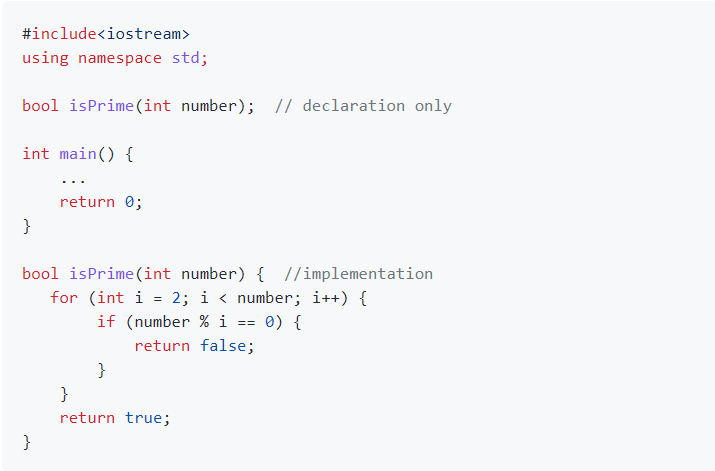 #include<iostream>
using namespace std;

bool isPrime(int number);  // declaration only

int main() {
    ...
    return 0;
}

bool isPrime(int number) {  //implementation
   for (int i = 2; i < number; i++) {
        if (number % i == 0) {
            return false;
        }
    }
    return true;
}